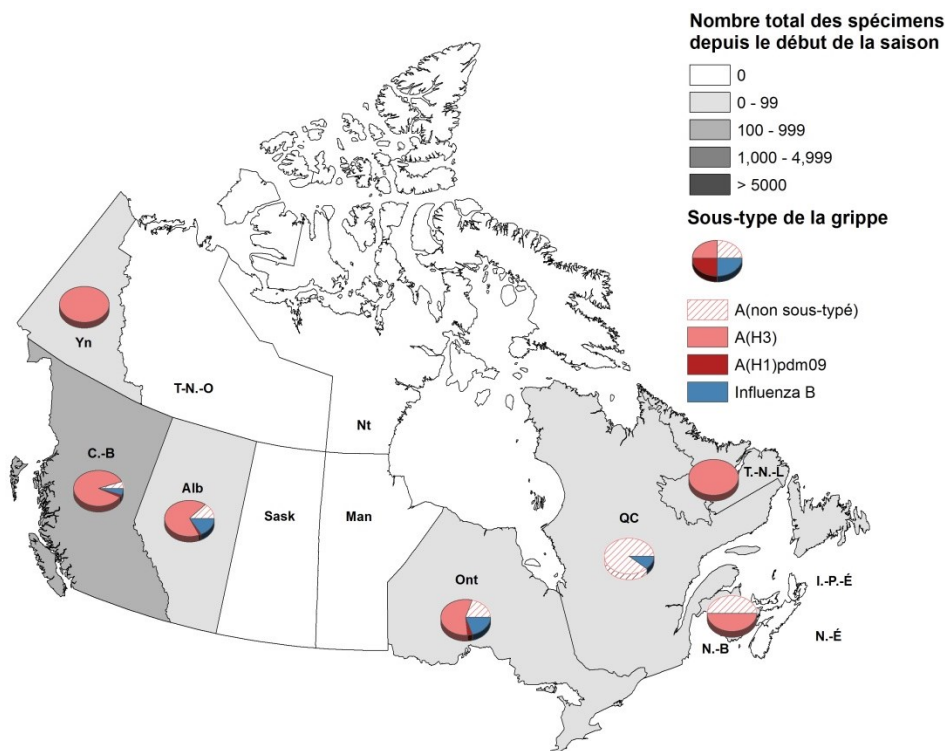 Nombre total des spécimens
depuis le début de la saison
0
0 - 99
100 - 999
1,000 - 4,999
> 5000
Sous-type de la grippe
A(non sous-typé)
A(H3)
A(H1)pdm09
Influenza B
Yn
T-N.-O
Nt
C.-B
Alb
Sask
Man
Ont
QC
T.-N.-L
I.-P.-É
N.-B
N.-É